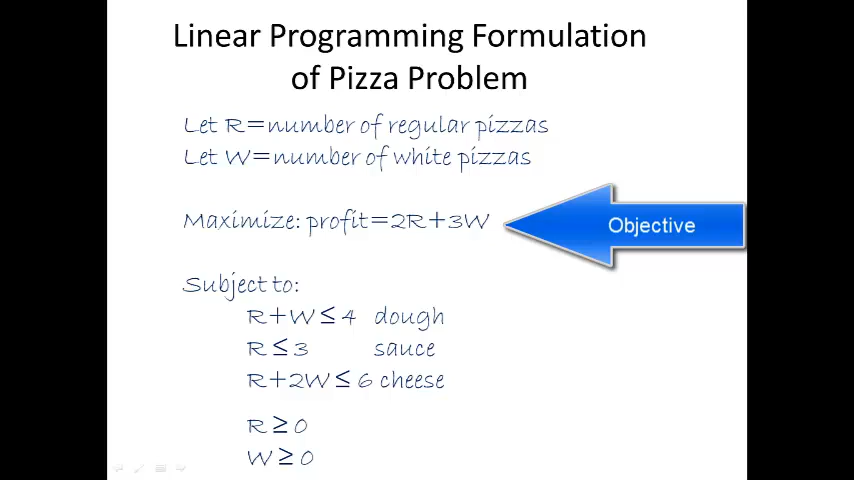 Linear Programming Formulation
of Pizza Problem
Let R=number of regular pizzas
Let W=number of white pizzas
Maximize: profit=2R+3W
Objective
Subject to:
R+W ≤ 4 dough
R ≤ 3 sauce
R+2W ≤ 6 cheese
R ≥ 0
W ≥ 0